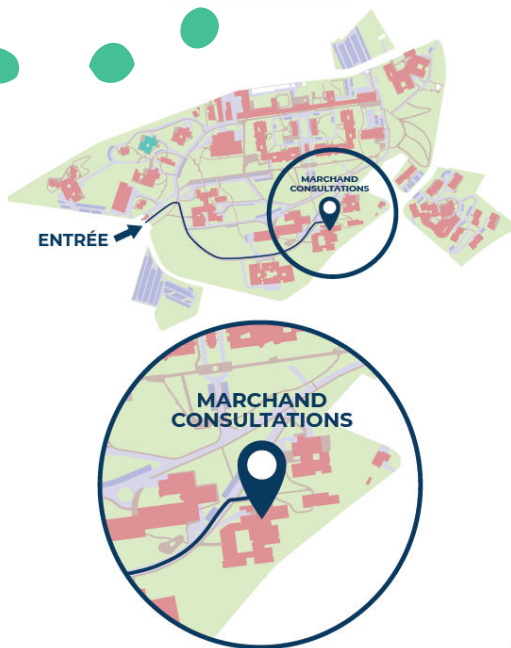 MARCHAND
CONSULTATIONS
ENTRÉE
MARCHAND
CONSULTATIONS